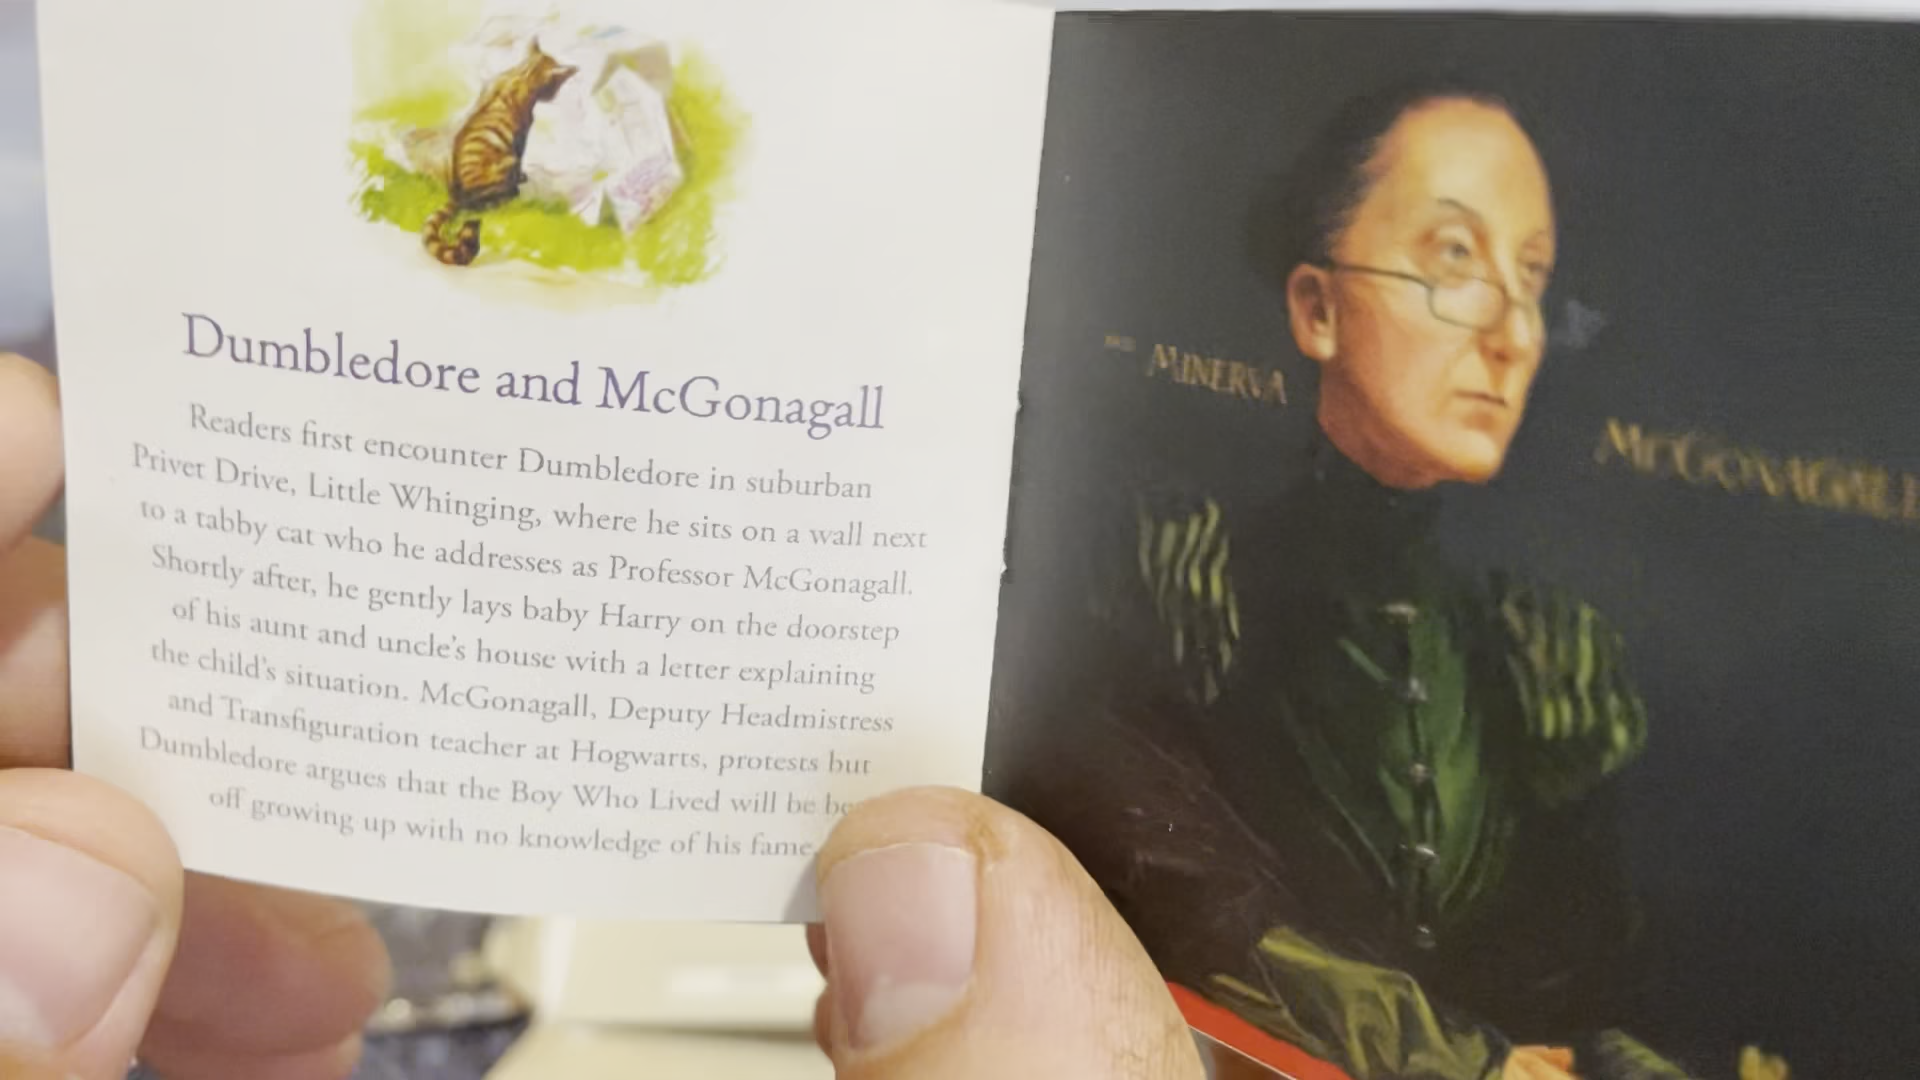 Dumbledore and McGonagall
Readers first encounter Dumbledore in suburban
Privet Drive, Little Whinging, where he sits on a wall next
to a tabby cat who he addresses as Professor McGonagall.
Shortly after, he gently lays baby Harry on the doorstep
of his aunt and uncle's house with a letter explaining
the child's situation. McGonagall, Deputy Headmistress
and Transfiguration teacher at Hogwarts, protests but
Dumbledore argues that the Boy Who Lived will be
off growing up with no knowledge of his fame
MINERVA
McGONAGALL